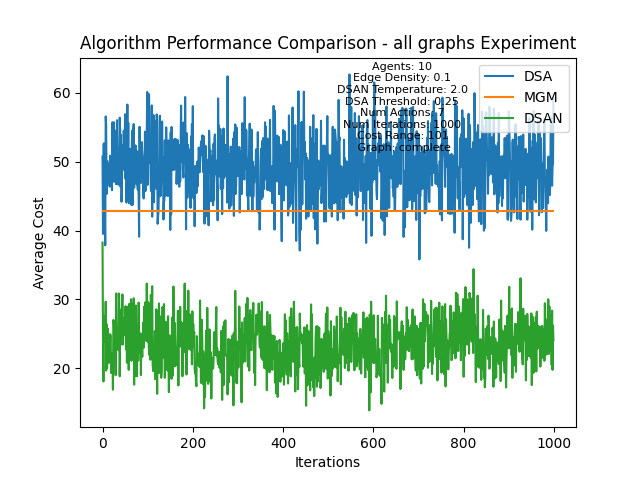 Algorithm Performance Comparison - all graphs Experiment
Agents: 10
Edge Density: 0.1
DSAN Temperature: 2.0
DSA Threshold: 0.25
Num Actions: 7
Num Iterations: 1000
Cost Range: 101
Graph: complete
DSA
MGM
DSAN
60
50
40
30
20
Average Cost
0
200
400
600
800
1000
Iterations